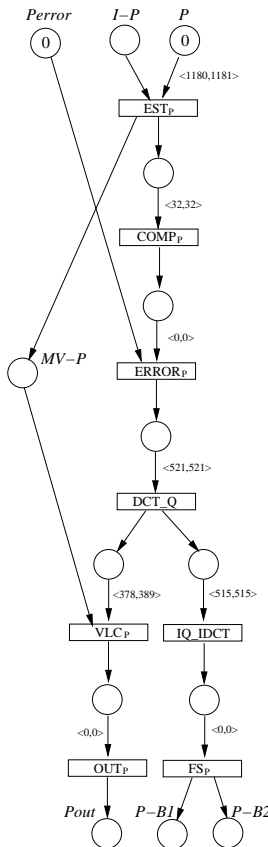 Perror I−P P
0 0
<1180,1181>
ESTP
<32,32>
COMPP
<0,0>
MV−P ERRORP
<521,521>
DCT_Q
<378,389> <515,515>
VLCP IQ_IDCT
<0,0> <0,0>
OUTP FSP
Pout P−B1 P−B2